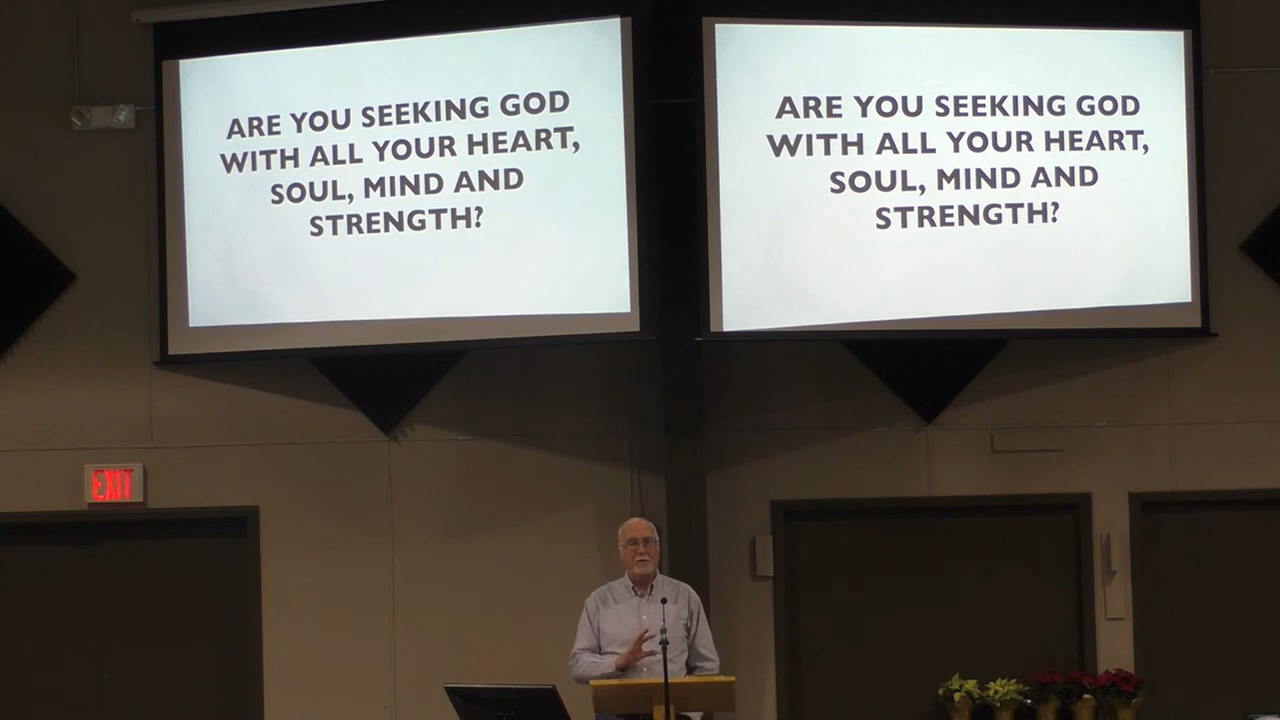 ARE YOU SEEKING GOD
WITH ALL YOUR HEART,
SOUL, MIND AND
STRENGTH?
ARE YOU SEEKING GOD
WITH ALL YOUR HEART,
SOUL, MIND AND
STRENGTH?
EXIT